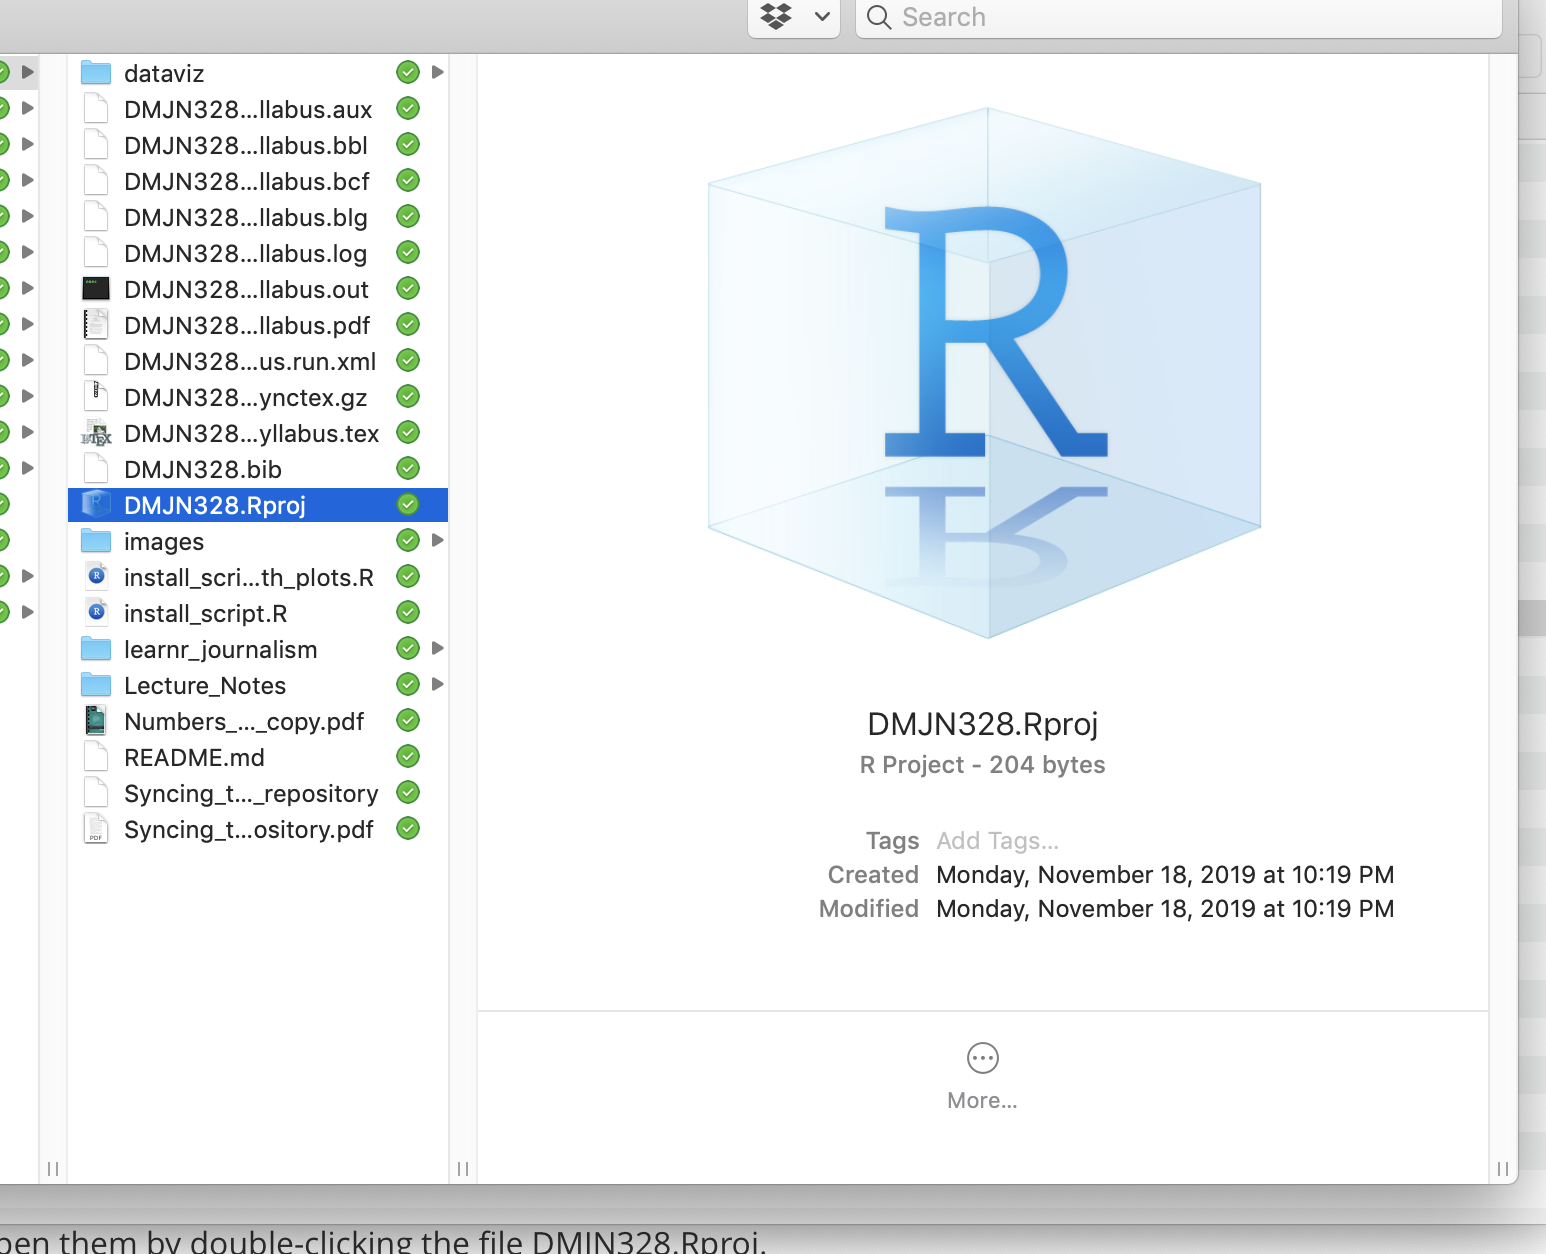 Search
dataviz
DMJN328...llabus.aux
DMJN328...llabus.bbl
DMJN328...llabus.bcf
DMJN328...llabus.blg
DMJN328...llabus.log
DMJN328...llabus.out
DMJN328...llabus.pdf
DMJN328...us.run.xml
DMJN328...ynctex.gz
DMJN328...yllabus.tex
DMJN328.bib
DMJN328.Rproj
images
install_scri...th_plots.R
install_script.R
learnr_journalism
Lecture_Notes
Numbers_..._copy.pdf
README.md
Syncing_t..._repository
Syncing_t...ository.pdf
R
DMJN328.Rproj
R Project - 204 bytes
Tags Add Tags...
Created Monday, November 18, 2019 at 10:19 PM
Modified Monday, November 18, 2019 at 10:19 PM
More...
pen them by double-clicking the file DMJN328.Rproj.